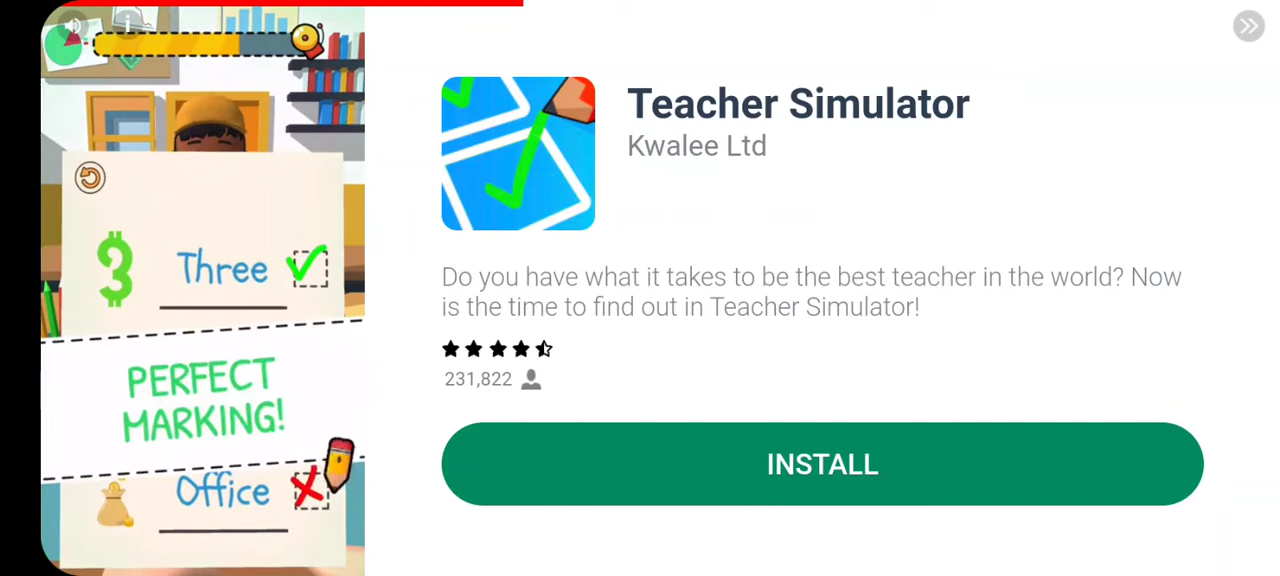 Three
PERFECT
MARKING!
Office
Teacher Simulator
Kwalee Ltd
Do you have what it takes to be the best teacher in the world? Now
is the time to find out in Teacher Simulator!
231,822
INSTALL